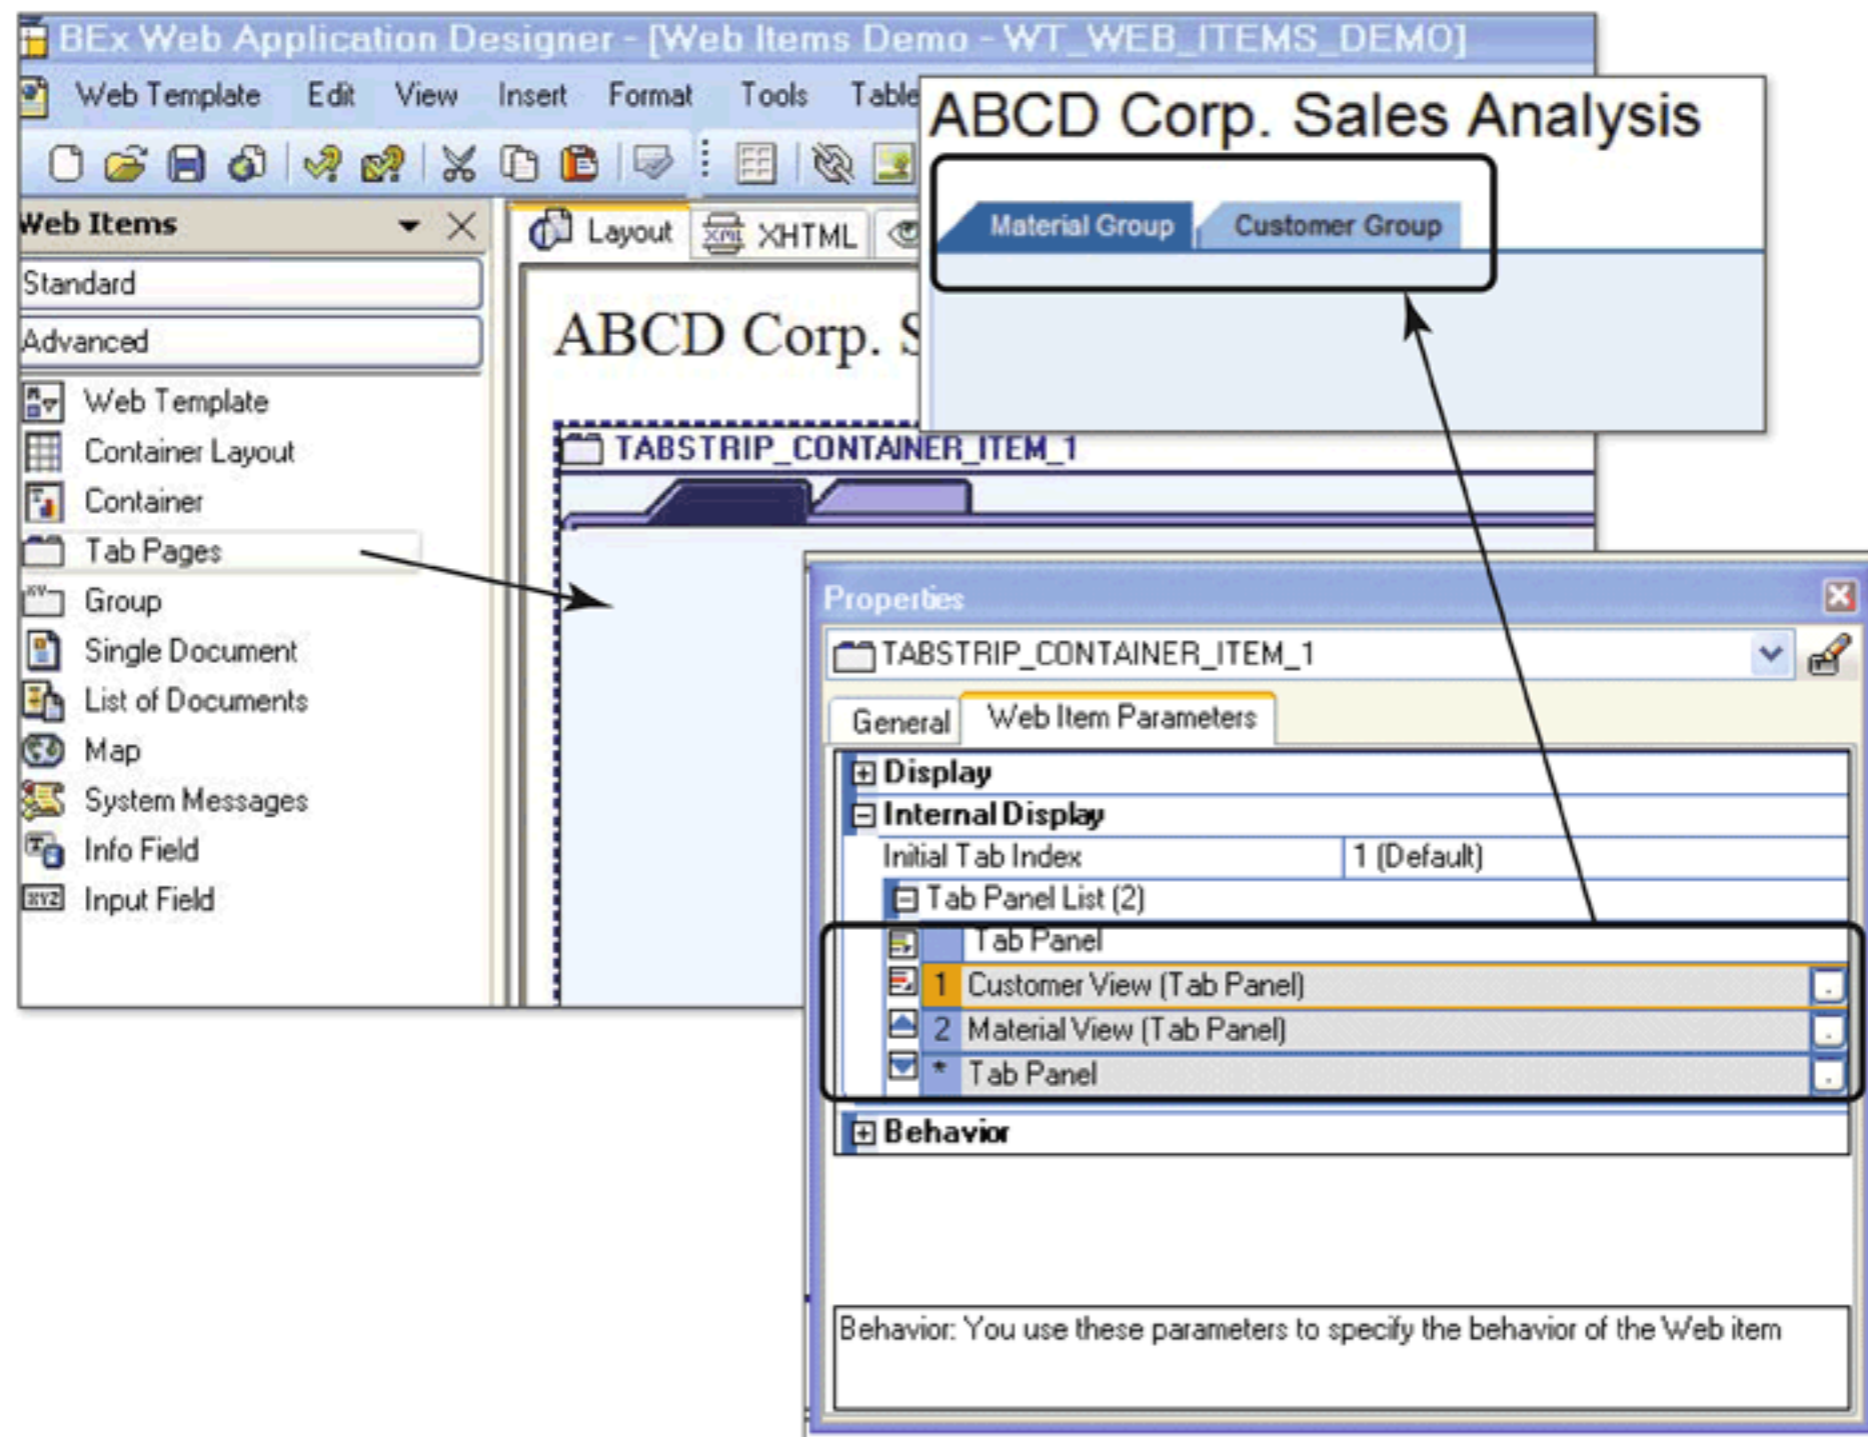 BEx Web Application Designer - [Web Items Demo - WT_WEB_ITEMS_DEMO]
Web Template Edit View Insert Format Tools Table
Web Items
Standard
Advanced
Web Template
Container Layout
Container
Tab Pages
Group
Single Document
List of Documents
Map
System Messages
Info Field
Input Field
Layout XHTML
ABCD Corp. S
TABSTRIP_CONTAINER_ITEM_1
ABCD Corp. Sales Analysis
Material Group Customer Group
Properties
TABSTRIP_CONTAINER_ITEM_1
General Web Item Parameters
Display
Internal Display
Initial Tab Index 1 (Default)
Tab Panel List (2)
Tab Panel
1 Customer View (Tab Panel)
2 Material View (Tab Panel)
* Tab Panel
Behavior
Behavior: You use these parameters to specify the behavior of the Web item